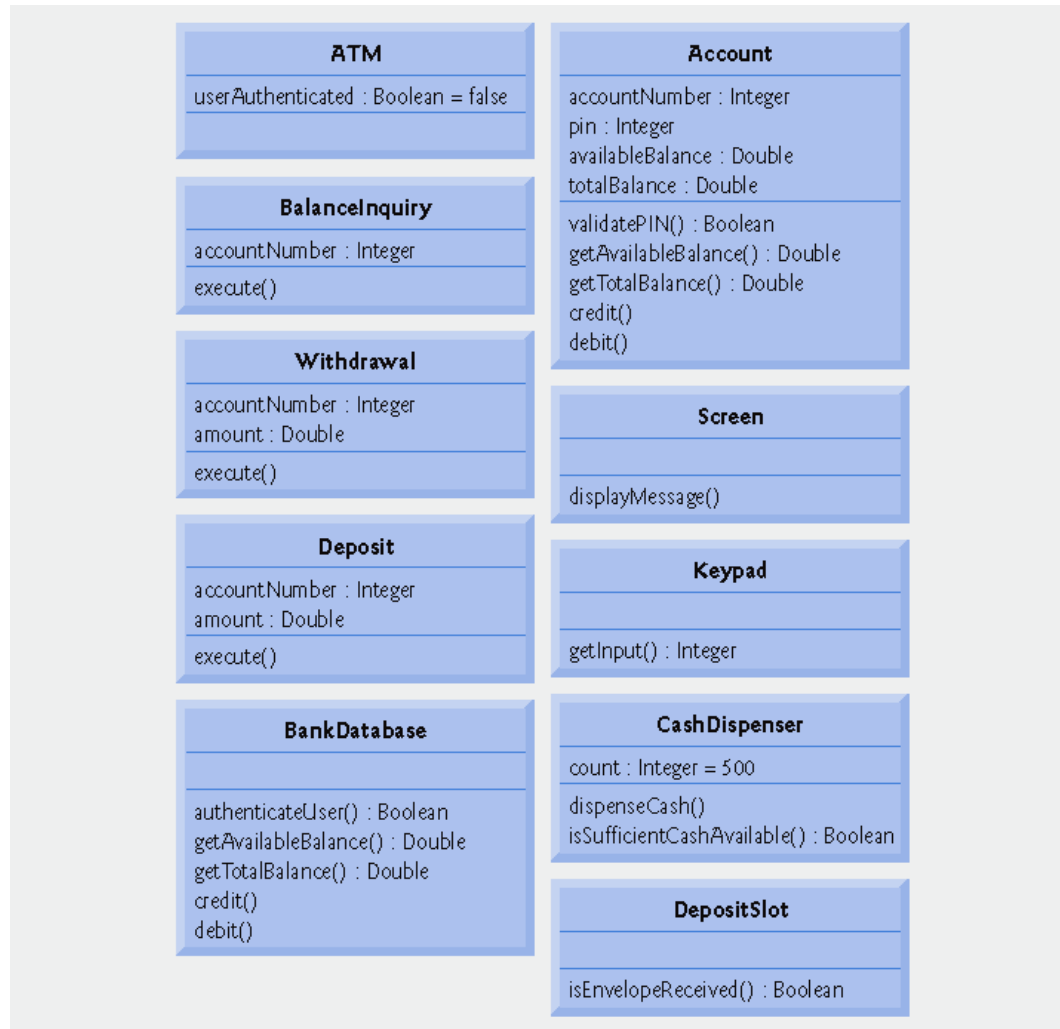 ATM
userAuthenticated : Boolean = false
BalanceInquiry
accountNumber : Integer
execute()
Withdrawal
accountNumber : Integer
amount : Double
execute()
Deposit
accountNumber : Integer
amount : Double
execute()
BankDatabase
authenticateUser() : Boolean
getAvailableBalance() : Double
getTotalBalance() : Double
credit()
debit()
Account
accountNumber : Integer
pin : Integer
availableBalance : Double
totalBalance : Double
validatePIN() : Boolean
getAvailableBalance() : Double
getTotalBalance() : Double
credit()
debit()
Screen
displayMessage()
Keypad
getInput() : Integer
CashDispenser
count : Integer = 500
dispenseCash()
isSufficientCashAvailable() : Boolean
DepositSlot
isEnvelopeReceived() : Boolean